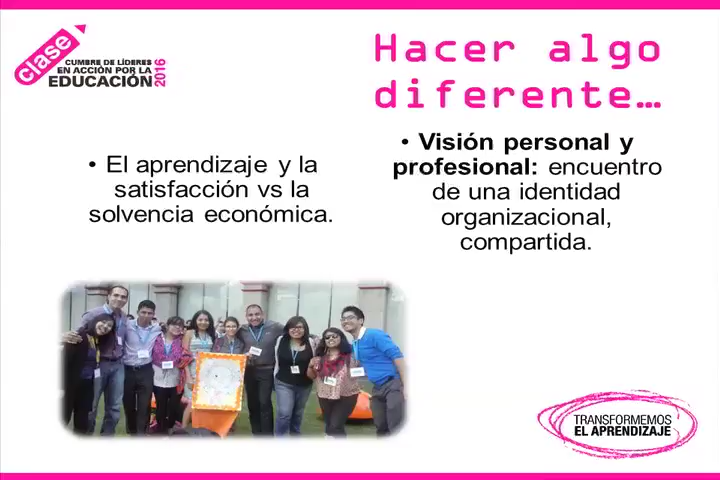 clase
CUMBRE DE LÍDERES
EN ACCIÓN POR LA
EDUCACIÓN 2016
Hacer algo
diferente…
• El aprendizaje y la
satisfacción vs la
solvencia económica.
• Visión personal y
profesional: encuentro
de una identidad
organizacional,
compartida.
TRANSFORMEMOS
EL APRENDIZAJE